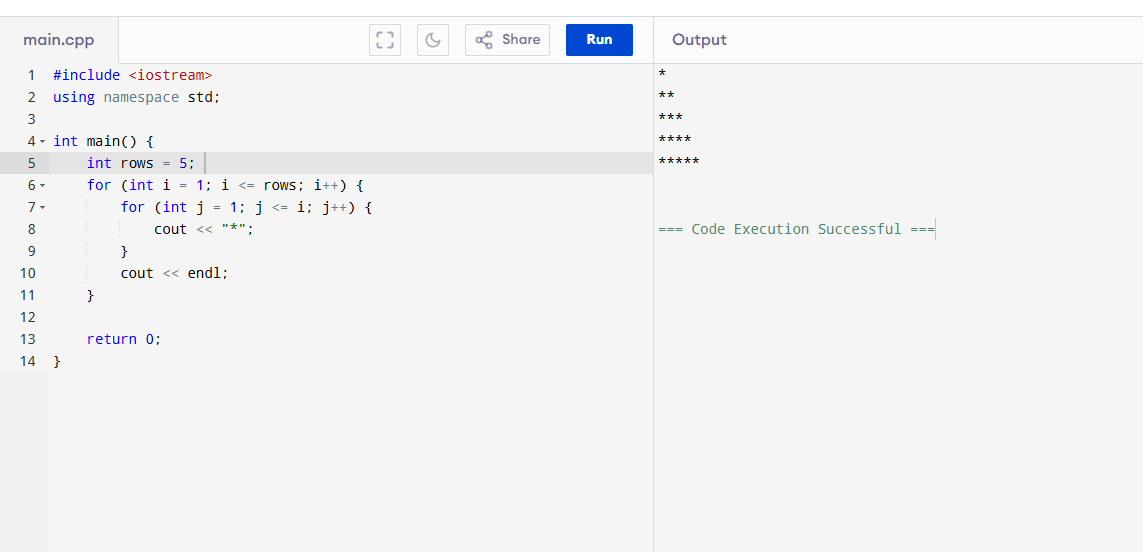 main.cpp
Share
Run
Output
1 #include <iostream>
2 using namespace std;
3
4 int main() {
5     int rows = 5;
6     for (int i = 1; i <= rows; i++) {
7         for (int j = 1; j <= i; j++) {
8             cout << "*";
9         }
10         cout << endl;
11     }
12
13     return 0;
14 }
*
**
***
****
*****
=== Code Execution Successful ===